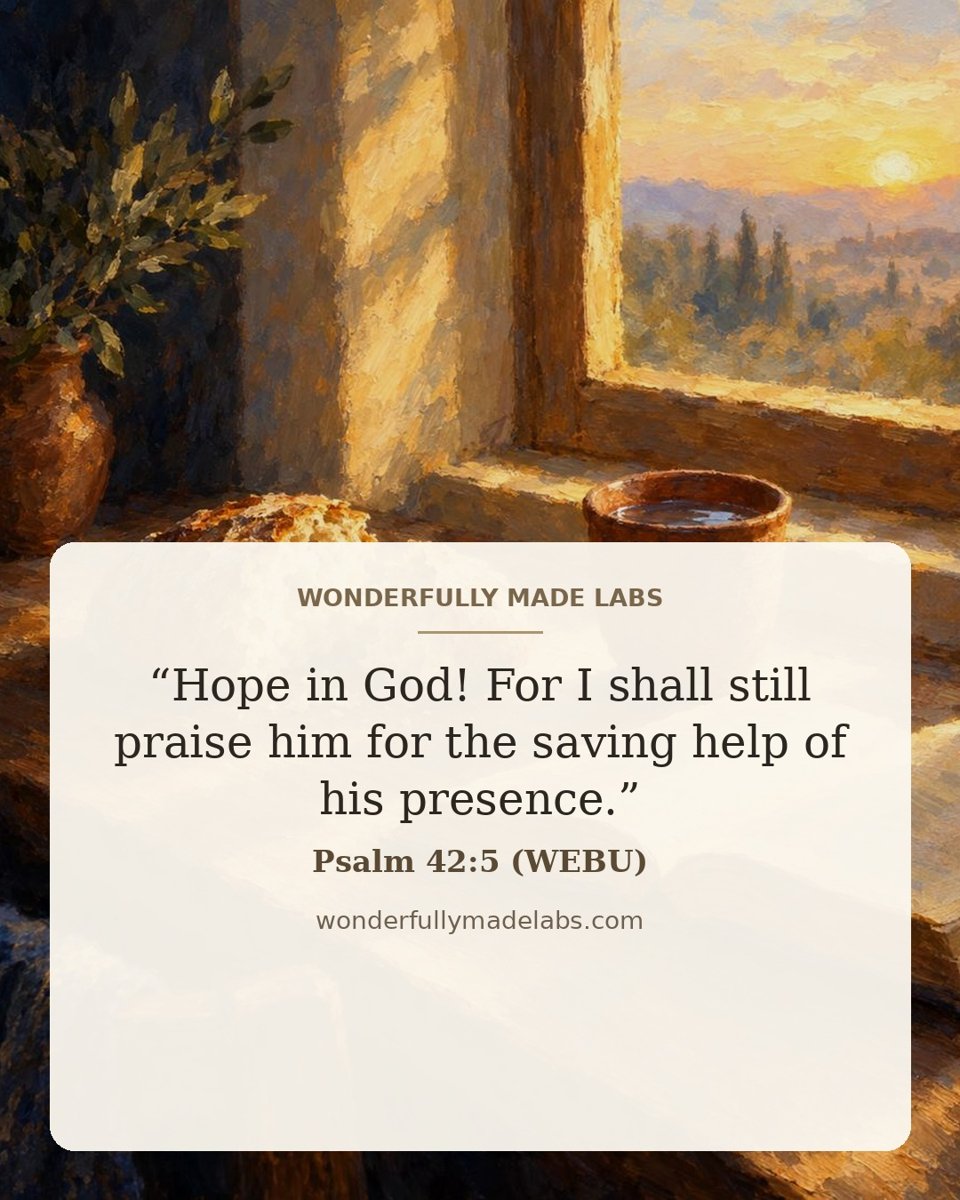 WONDERFULLY MADE LABS
“Hope in God! For I shall still
praise him for the saving help of
his presence.”
Psalm 42:5 (WEBU)
wonderfullymadelabs.com